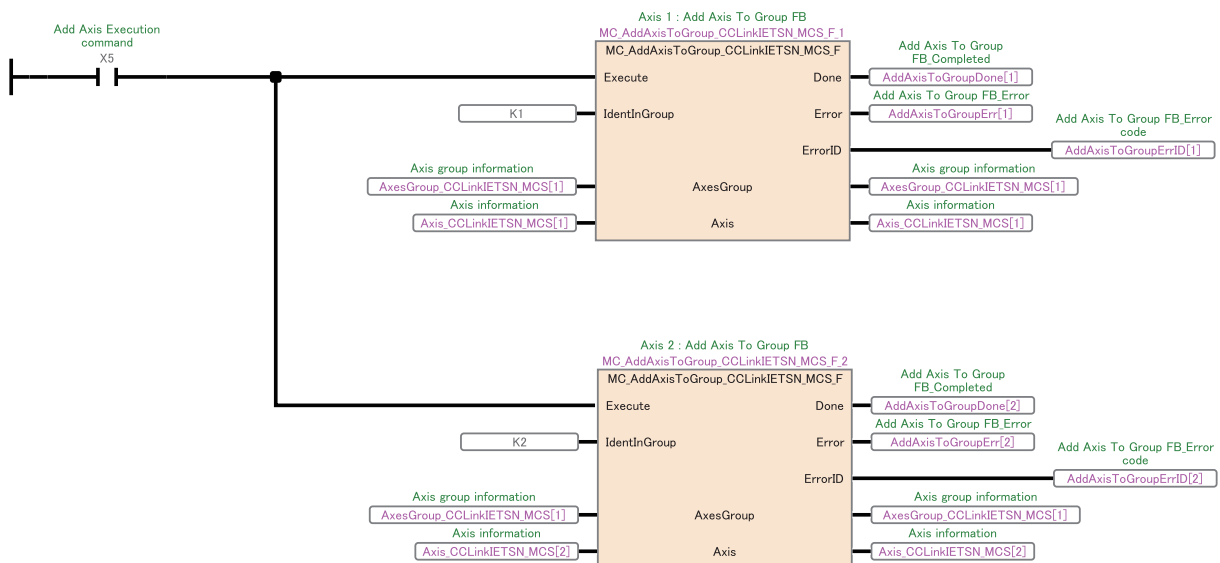 Add Axis Execution
command
X5
Axis 1 : Add Axis To Group FB
MC_AddAxisToGroup_CCLinkIETSN_MCS_F_1
MC_AddAxisToGroup_CCLinkIETSN_MCS_F
Execute
Done
Add Axis To Group
FB_Completed
AddAxisToGroupDone[1]
K1
IdentInGroup
Error
Add Axis To Group FB_Error
AddAxisToGroupErr[1]
ErrorID
Add Axis To Group FB_Error
code
AddAxisToGroupErrID[1]
Axis group information
AxesGroup_CCLinkIETSN_MCS[1]
AxesGroup
Axis group information
AxesGroup_CCLinkIETSN_MCS[1]
Axis information
Axis_CCLinkIETSN_MCS[1]
Axis
Axis information
Axis_CCLinkIETSN_MCS[1]
Axis 2 : Add Axis To Group FB
MC_AddAxisToGroup_CCLinkIETSN_MCS_F_2
MC_AddAxisToGroup_CCLinkIETSN_MCS_F
Execute
Done
Add Axis To Group
FB_Completed
AddAxisToGroupDone[2]
K2
IdentInGroup
Error
Add Axis To Group FB_Error
AddAxisToGroupErr[2]
ErrorID
Add Axis To Group FB_Error
code
AddAxisToGroupErrID[2]
Axis group information
AxesGroup_CCLinkIETSN_MCS[1]
AxesGroup
Axis group information
AxesGroup_CCLinkIETSN_MCS[1]
Axis information
Axis_CCLinkIETSN_MCS[2]
Axis
Axis information
Axis_CCLinkIETSN_MCS[2]